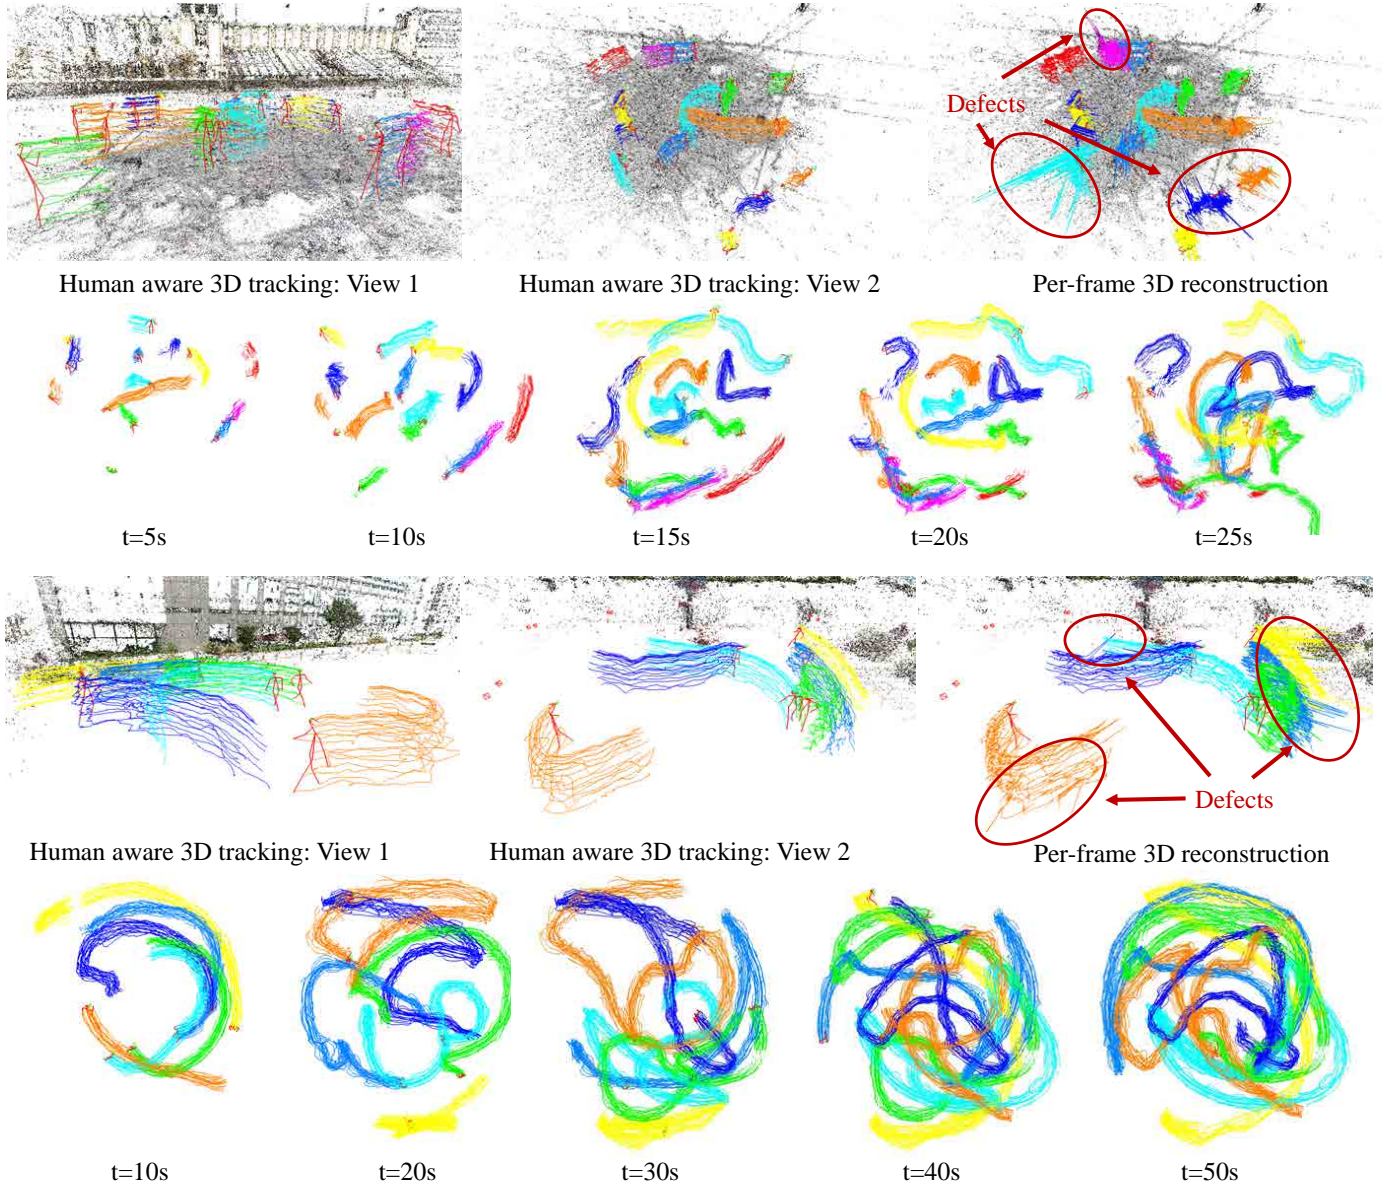 Defects
Human aware 3D tracking: View 1
Human aware 3D tracking: View 2
Per-frame 3D reconstruction
t=5s
t=10s
t=15s
t=20s
t=25s
Defects
Human aware 3D tracking: View 1
Human aware 3D tracking: View 2
Per-frame 3D reconstruction
t=10s
t=20s
t=30s
t=40s
t=50s